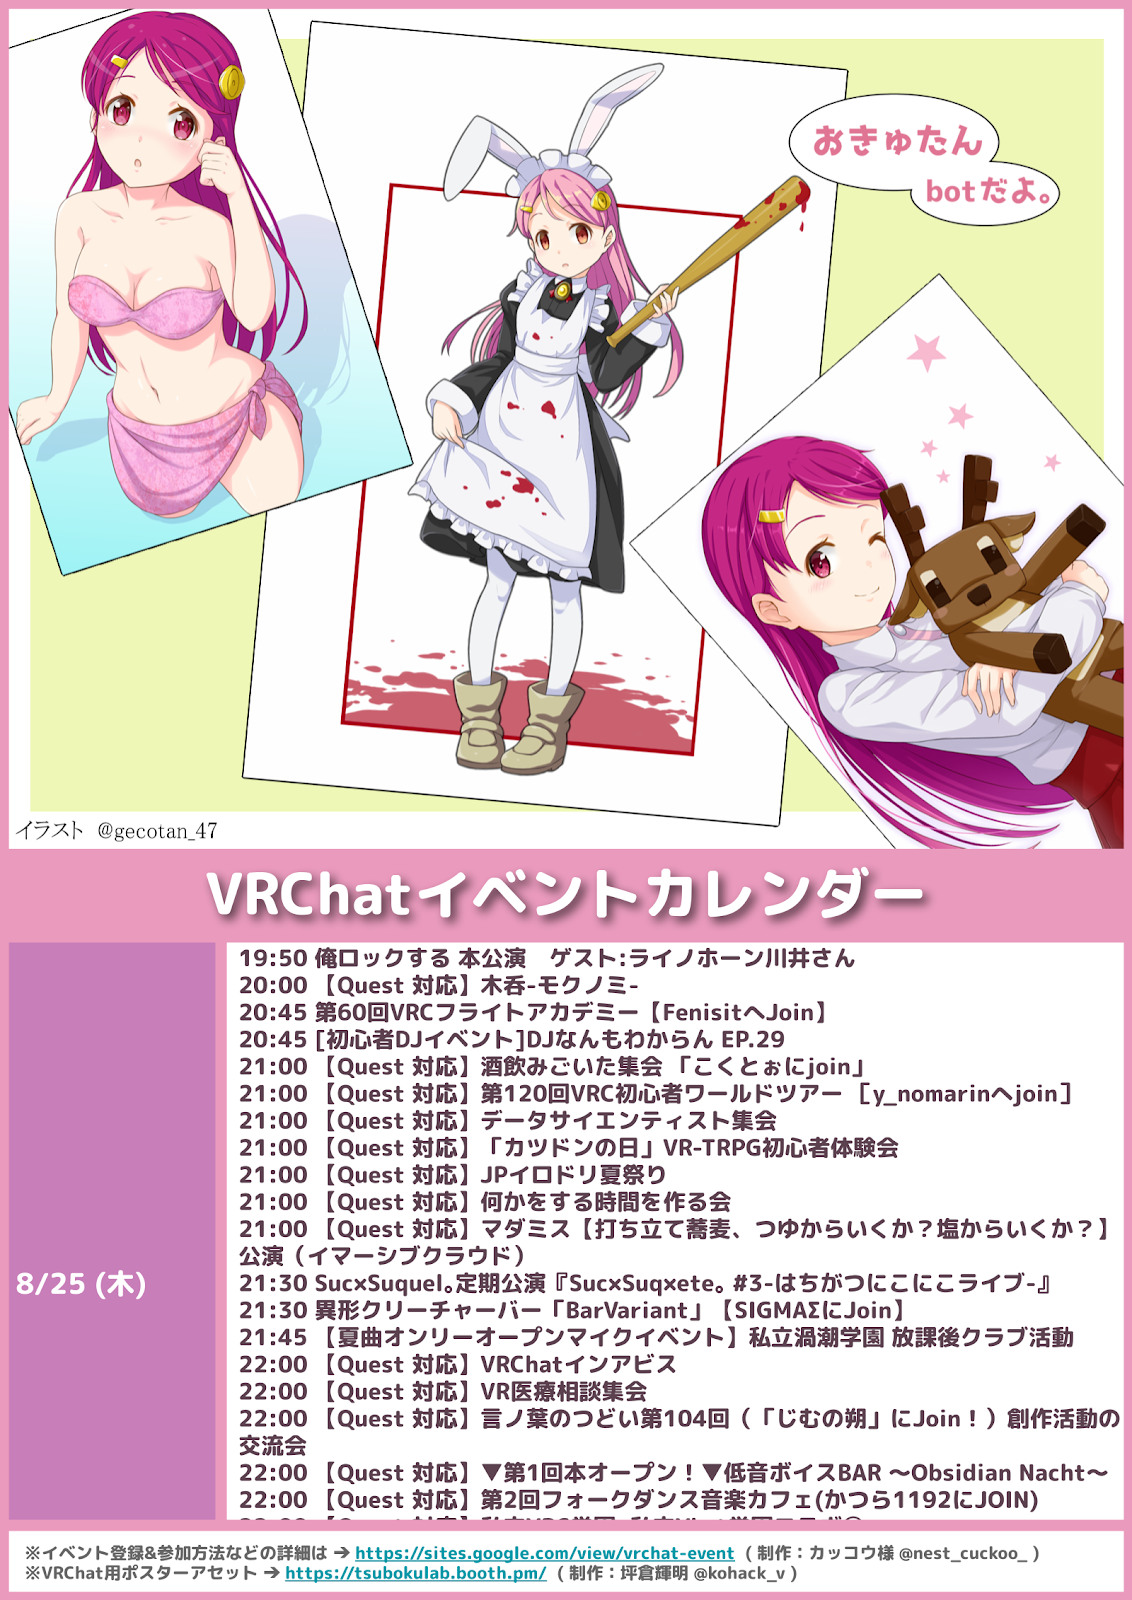 おきゅたん
botだよ。
イラスト @gecotan_47
VRChatイベントカレンダー
8/25 (木)
19:50 俺ロックする 本公演　ゲスト:ライノホーン川井さん
20:00 【Quest 対応】木呑-モクノミ-
20:45 第60回VRCフライトアカデミー【FenisitへJoin】
20:45 [初心者DJイベント]DJなんもわからん EP.29
21:00 【Quest 対応】酒飲みごいた集会 「こくとぉにjoin」
21:00 【Quest 対応】第120回VRC初心者ワールドツアー ［y_nomarinへjoin］
21:00 【Quest 対応】データサイエンティスト集会
21:00 【Quest 対応】「カツドンの日」VR-TRPG初心者体験会
21:00 【Quest 対応】JPイロドリ夏祭り
21:00 【Quest 対応】何かをする時間を作る会
21:00 【Quest 対応】マダミス【打ち立て蕎麦、つゆからいくか？塩からいくか？】
公演（イマーシブクラウド）
21:30 Suc×Suquel｡定期公演『Suc×Suq×ete｡ #3-はちがつにこにこライブ-』
21:30 異形クリーチャーバー「BarVariant」【SIGMAΣにJoin】
21:45 【夏曲オンリーオープンマイクイベント】私立渦潮学園 放課後クラブ活動
22:00 【Quest 対応】VRChatインアビス
22:00 【Quest 対応】VR医療相談集会
22:00 【Quest 対応】言ノ葉のつどい第104回（「じむの朔」にJoin！）創作活動の
交流会
22:00 【Quest 対応】▼第1回本オープン！▼低音ボイスBAR ～Obsidian Nacht～
22:00 【Quest 対応】第2回フォークダンス音楽カフェ(かつら1192にJOIN)
※イベント登録&参加方法などの詳細は → https://sites.google.com/view/vrchat-event ( 制作：カッコウ様 @nest_cuckoo_ )
※VRChat用ポスターアセット → https://tsubokulab.booth.pm/ ( 制作：坪倉輝明 @kohack_v )